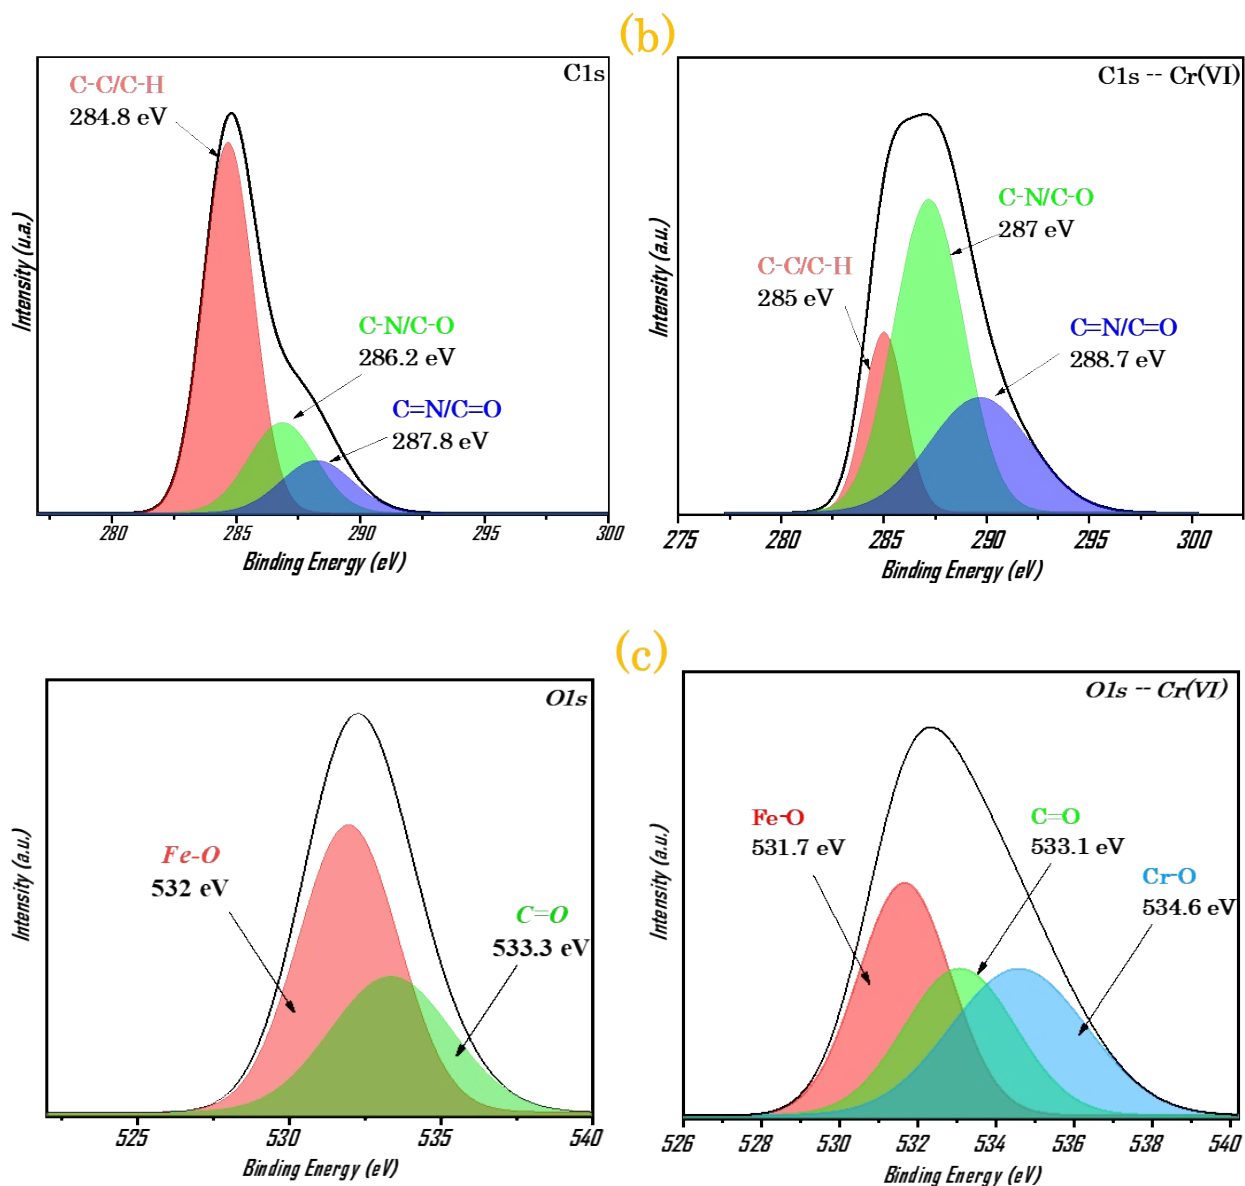 (b)
C1s
C-C/C-H
284.8 eV
C-N/C-O
286.2 eV
C=N/C=O
287.8 eV
Intensity (u.a.)
280 285 290 295 300
Binding Energy (eV)
C1s -- Cr(VI)
C-N/C-O
287 eV
C-C/C-H
285 eV
C=N/C=O
288.7 eV
Intensity (a.u.)
275 280 285 290 295 300
Binding Energy (eV)
(c)
O1s
Fe-O
532 eV
C=O
533.3 eV
Intensity (a.u.)
525 530 535 540
Binding Energy (eV)
O1s -- Cr(VI)
Fe-O
531.7 eV
C=O
533.1 eV
Cr-O
534.6 eV
Intensity (a.u.)
526 528 530 532 534 536 538 540
Binding Energy (eV)